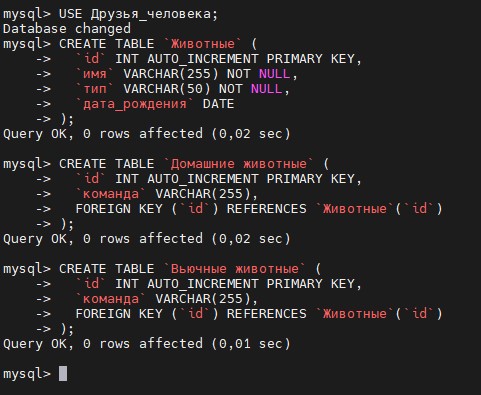 mysql> USE Друзья_человека;
Database changed
mysql> CREATE TABLE `Животные` (
    ->   `id` INT AUTO_INCREMENT PRIMARY KEY,
    ->   `имя` VARCHAR(255) NOT NULL,
    ->   `тип` VARCHAR(50) NOT NULL,
    ->   `дата_рождения` DATE
    -> );
Query OK, 0 rows affected (0,02 sec)

mysql> CREATE TABLE `Домашние животные` (
    ->   `id` INT AUTO_INCREMENT PRIMARY KEY,
    ->   `команда` VARCHAR(255),
    ->   FOREIGN KEY (`id`) REFERENCES `Животные`(`id`)
    -> );
Query OK, 0 rows affected (0,02 sec)

mysql> CREATE TABLE `Вьючные животные` (
    ->   `id` INT AUTO_INCREMENT PRIMARY KEY,
    ->   `команда` VARCHAR(255),
    ->   FOREIGN KEY (`id`) REFERENCES `Животные`(`id`)
    -> );
Query OK, 0 rows affected (0,01 sec)

mysql>